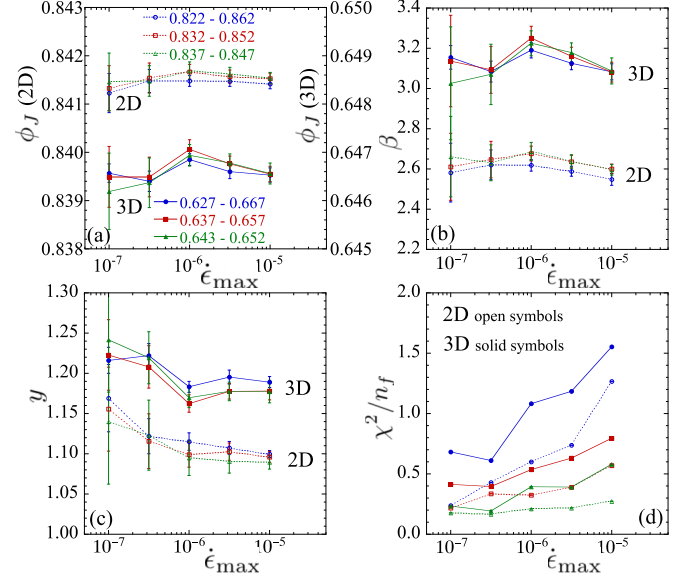 0.843
0.842
0.841
0.840
0.839
0.838
ϕ_J (2D)
0.650
0.649
0.648
0.647
0.646
0.645
ϕ_J (3D)
0.822 - 0.862
0.832 - 0.852
0.837 - 0.847
2D
3D
0.627 - 0.667
0.637 - 0.657
0.643 - 0.652
(a)
10⁻⁷ 10⁻⁶ 10⁻⁵
ϵ̇max
3.4
3.2
3.0
2.8
2.6
2.4
2.2
β
3D
2D
(b)
10⁻⁷ 10⁻⁶ 10⁻⁵
ϵ̇max
1.30
1.25
1.20
1.15
1.10
1.05
1.00
y
3D
2D
(c)
10⁻⁷ 10⁻⁶ 10⁻⁵
ϵ̇max
2.0
1.5
1.0
0.5
0.0
χ²/n_f
2D open symbols
3D solid symbols
(d)
10⁻⁷ 10⁻⁶ 10⁻⁵
ϵ̇max